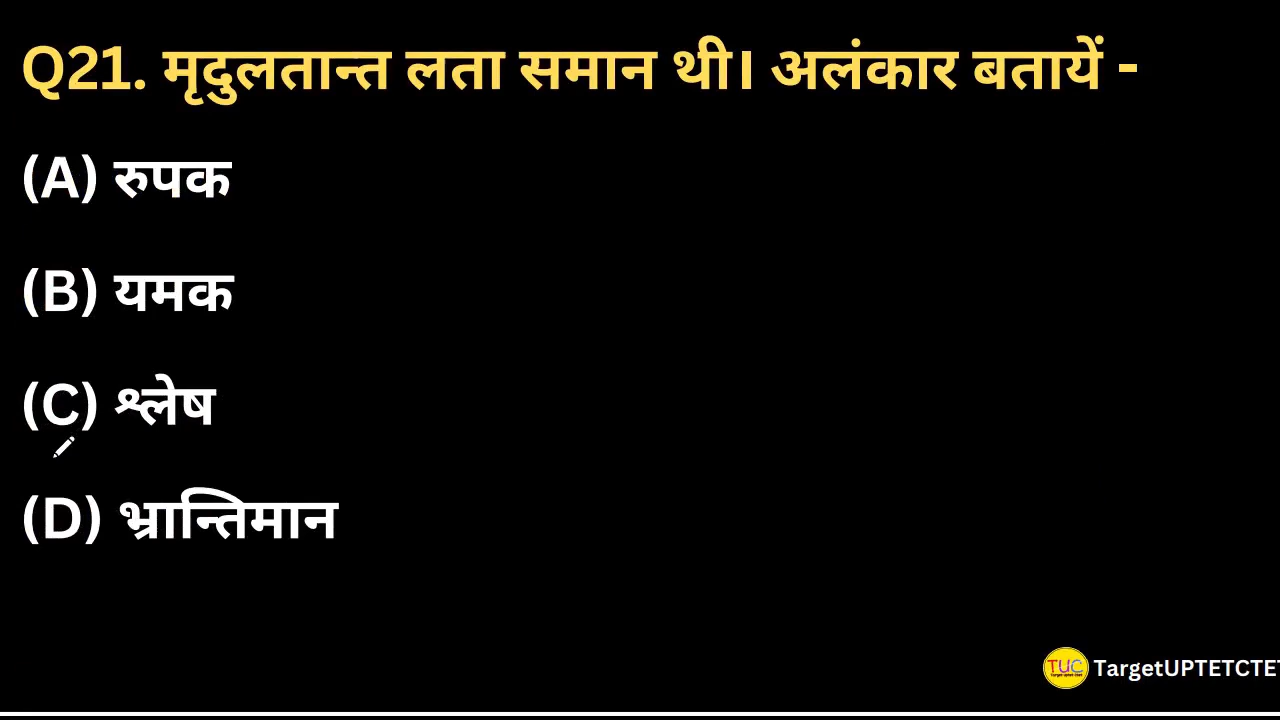 Q21. मृदुलतान्त लता समान थी। अलंकार बतायें -
(A) रुपक
(B) यमक
(C) श्लेष
(D) भ्रान्तिमान
TUC TargetUPTETCTET